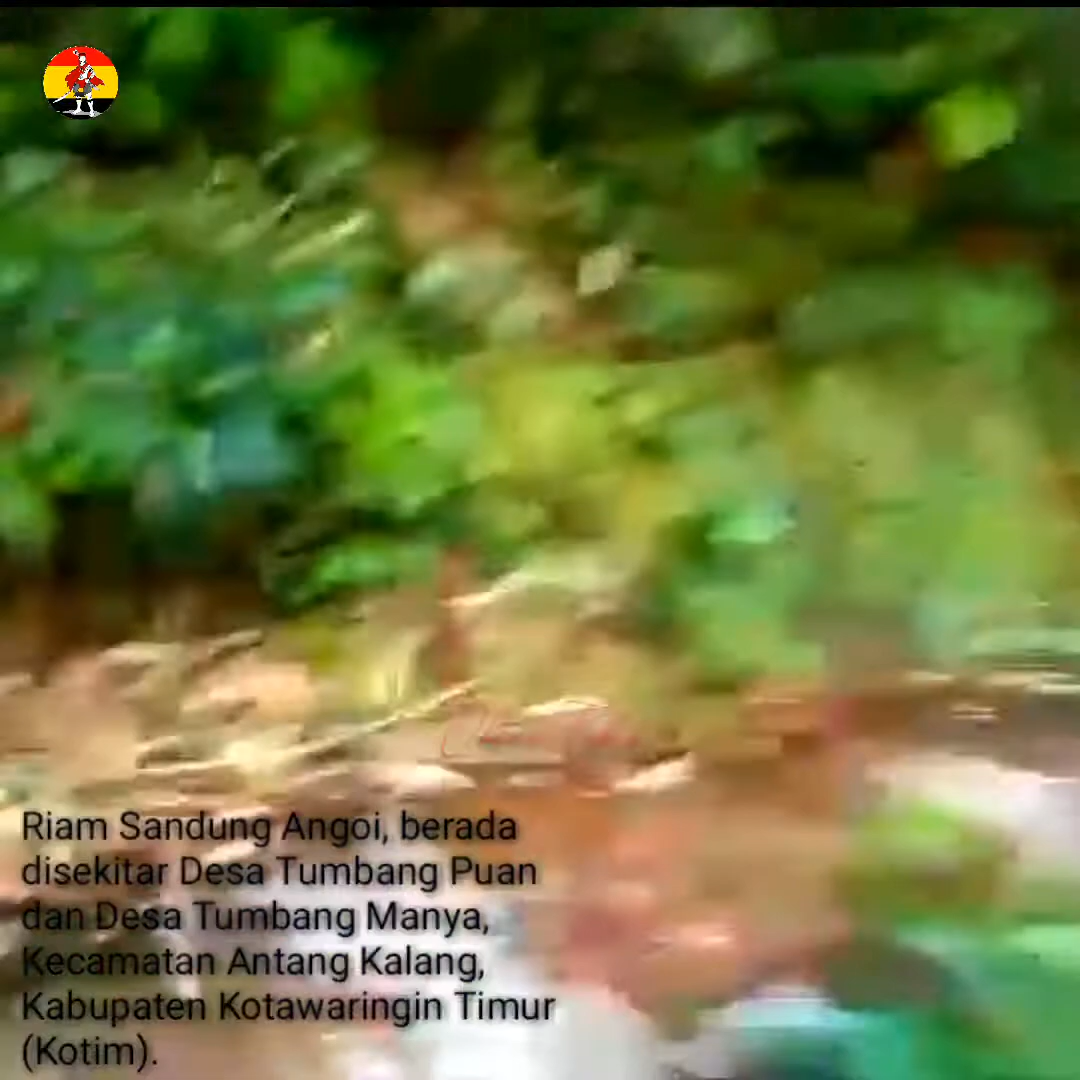 Riam Sandung Angoi, berada
disekitar Desa Tumbang Puan
dan Desa Tumbang Manya,
Kecamatan Antang Kalang,
Kabupaten Kotawaringin Timur
(Kotim).